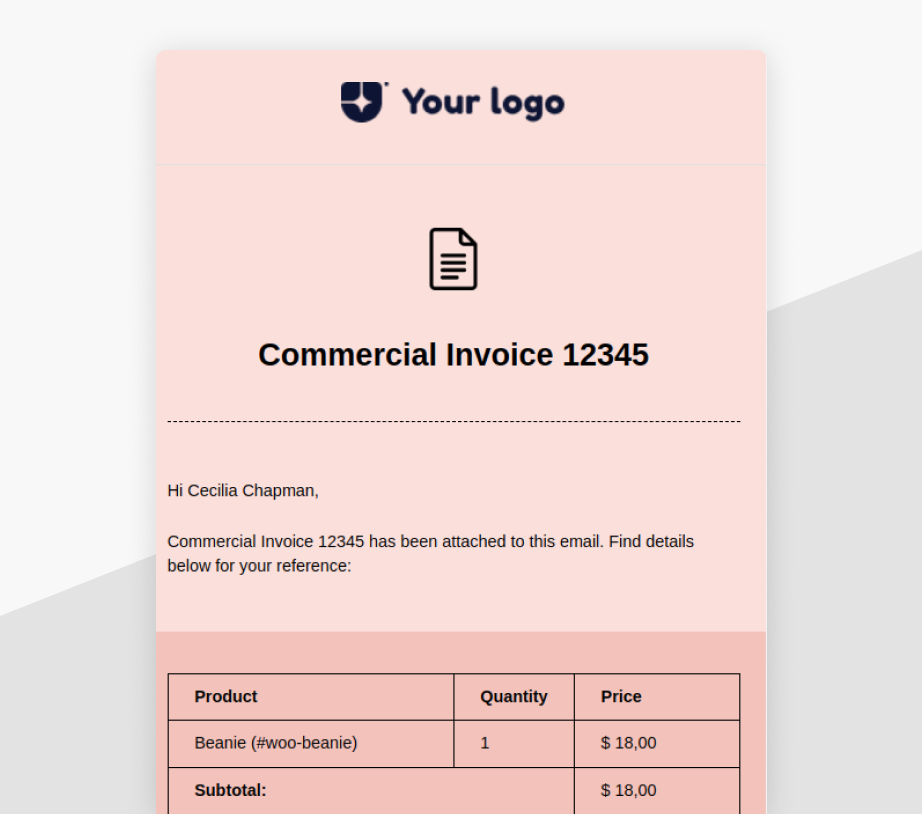 Your logo
Commercial Invoice 12345
Hi Cecilia Chapman,
Commercial Invoice 12345 has been attached to this email. Find details
below for your reference:
Product Quantity Price
Beanie (#woo-beanie) 1 $ 18,00
Subtotal: $ 18,00